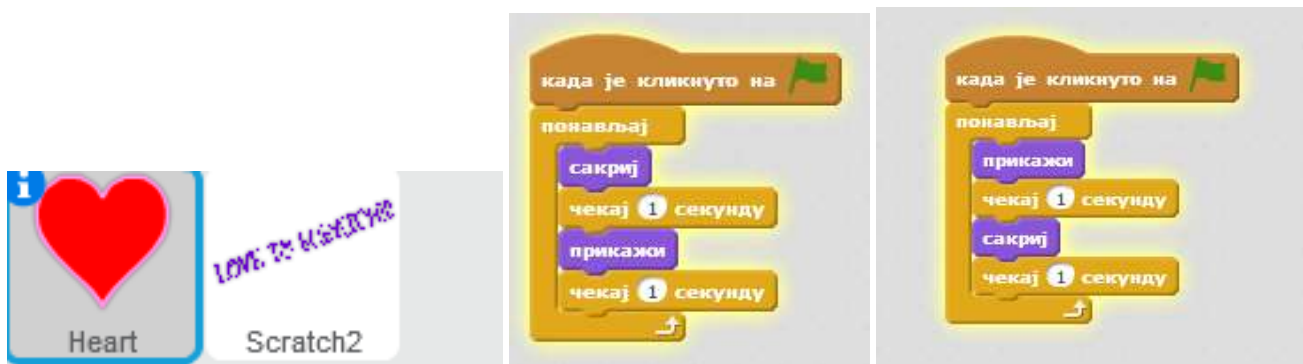 i
Heart
Scratch2
када је кликнуто на
понављај
сакриј
чекај 1 секунду
прикажи
чекај 1 секунду
када је кликнуто на
понављај
прикажи
чекај 1 секунду
сакриј
чекај 1 секунду